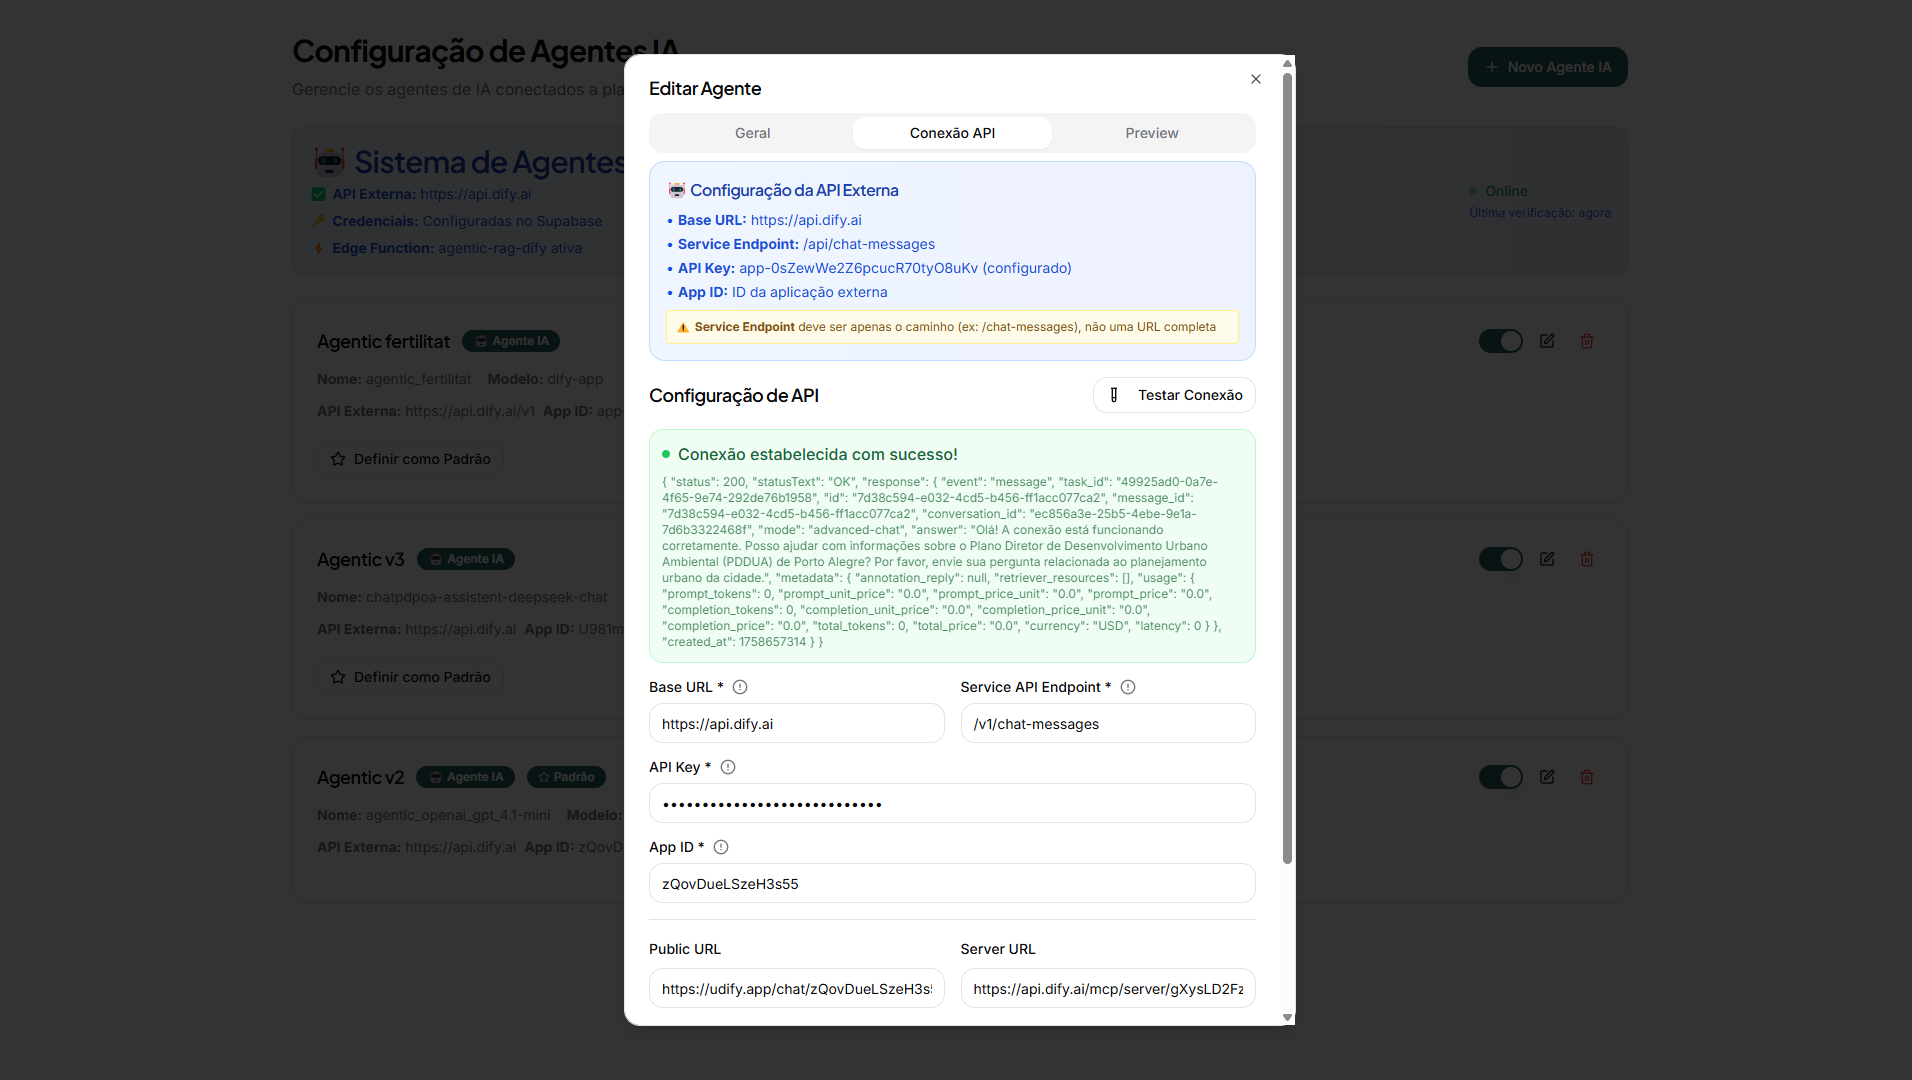 Configuração de Agentes IA
Gerencie os agentes de IA conectados a pla
+ Novo Agente IA
Sistema de Agentes
API Externa: https://api.dify.ai
Credenciais: Configuradas no Supabase
Edge Function: agentic-rag-dify ativa
Online
Última verificação: agora
Agentic fertilitat
Agente IA
Nome: agentic_fertilitat Modelo: dify-app
API Externa: https://api.dify.ai/v1 App ID: app
Definir como Padrão
Agentic v3
Agente IA
Nome: chatpdpoa-assistent-deepseek-chat
API Externa: https://api.dify.ai App ID: U981m
Definir como Padrão
Agentic v2
Agente IA
Padrão
Nome: agentic_openai_gpt_4.1-mini Modelo:
API Externa: https://api.dify.ai App ID: zQovD
Editar Agente
Geral
Conexão API
Preview
Configuração da API Externa
• Base URL: https://api.dify.ai
• Service Endpoint: /api/chat-messages
• API Key: app-0sZewWe2Z6pcucR70tyO8uKv (configurado)
• App ID: ID da aplicação externa
Service Endpoint deve ser apenas o caminho (ex: /chat-messages), não uma URL completa
Configuração de API
Testar Conexão
Conexão estabelecida com sucesso!
{ "status": 200, "statusText": "OK", "response": { "event": "message", "task_id": "49925ad0-0a7e-
4f65-9e74-292de76b1958", "id": "7d38c594-e032-4cd5-b456-ff1acc077ca2", "message_id":
"7d38c594-e032-4cd5-b456-ff1acc077ca2", "conversation_id": "ec856a3e-25b5-4ebe-9e1a-
7d6b3322468f", "mode": "advanced-chat", "answer": "Olá! A conexão está funcionando
corretamente. Posso ajudar com informações sobre o Plano Diretor de Desenvolvimento Urbano
Ambiental (PDDUA) de Porto Alegre? Por favor, envie sua pergunta relacionada ao planejamento
urbano da cidade.", "metadata": { "annotation_reply": null, "retriever_resources": [], "usage": {
"prompt_tokens": 0, "prompt_unit_price": "0.0", "prompt_price_unit": "0.0", "prompt_price": "0.0",
"completion_tokens": 0, "completion_unit_price": "0.0", "completion_price_unit": "0.0",
"completion_price": "0.0", "total_tokens": 0, "total_price": "0.0", "currency": "USD", "latency": 0 } },
"created_at": 1758657314 } }
Base URL *
Service API Endpoint *
https://api.dify.ai
/v1/chat-messages
API Key *
••••••••••••••••••••••••••••
App ID *
zQovDueLSzeH3s55
Public URL
Server URL
https://udify.app/chat/zQovDueLSzeH3s5
https://api.dify.ai/mcp/server/gXysLD2Fz